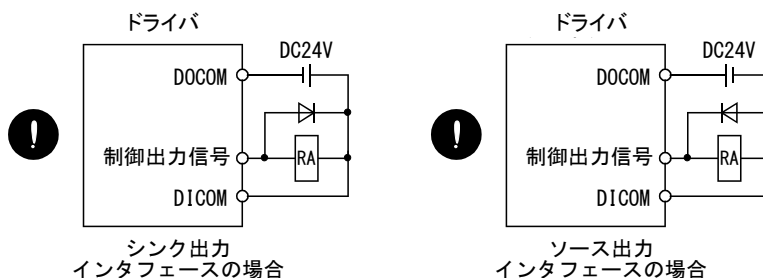 ドライバ
DC24V
DOCOM
制御出力信号
RA
DICOM
シンク出力
インタフェースの場合
ドライバ
DC24V
DOCOM
制御出力信号
RA
DICOM
ソース出力
インタフェースの場合